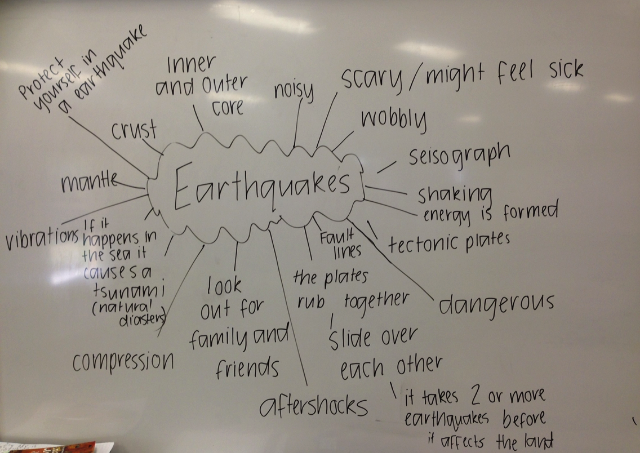 Earthquakes
Protect
yourself in
a earthquake
crust
inner
and outer
core
noisy
scary/might feel sick
wobbly
seisograph
shaking
energy is formed
tectonic plates
dangerous
Fault
lines
the plates
rub together
slide over
each other
it takes 2 or more
earthquakes before
it affects the land
aftershocks
look
out for
family and
friends
compression
If it
happens in
the sea it
causes a
tsunami
(natural
diasters)
vibrations
mantle